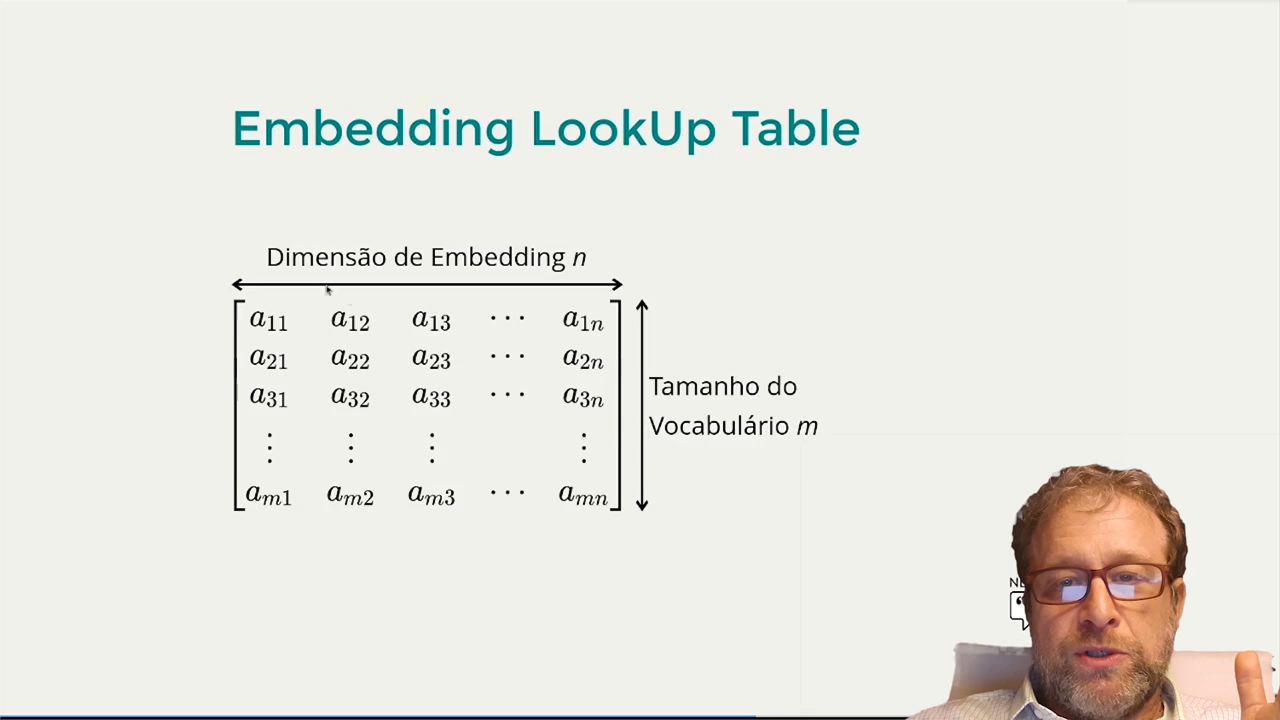 Embedding LookUp Table
Dimensão de Embedding n
a11 a12 a13 ··· a1n
a21 a22 a23 ··· a2n
a31 a32 a33 ··· a3n
⋮ ⋮ ⋮ ⋮
am1 am2 am3 ··· amn
Tamanho do
Vocabulário m